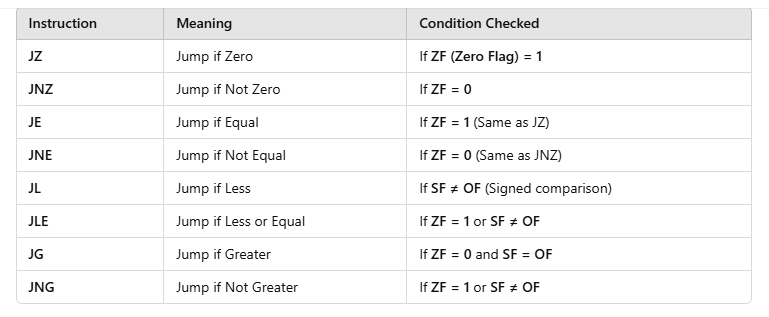 Instruction Meaning Condition Checked
JZ Jump if Zero If ZF (Zero Flag) = 1
JNZ Jump if Not Zero If ZF = 0
JE Jump if Equal If ZF = 1 (Same as JZ)
JNE Jump if Not Equal If ZF = 0 (Same as JNZ)
JL Jump if Less If SF ≠ OF (Signed comparison)
JLE Jump if Less or Equal If ZF = 1 or SF ≠ OF
JG Jump if Greater If ZF = 0 and SF = OF
JNG Jump if Not Greater If ZF = 1 or SF ≠ OF